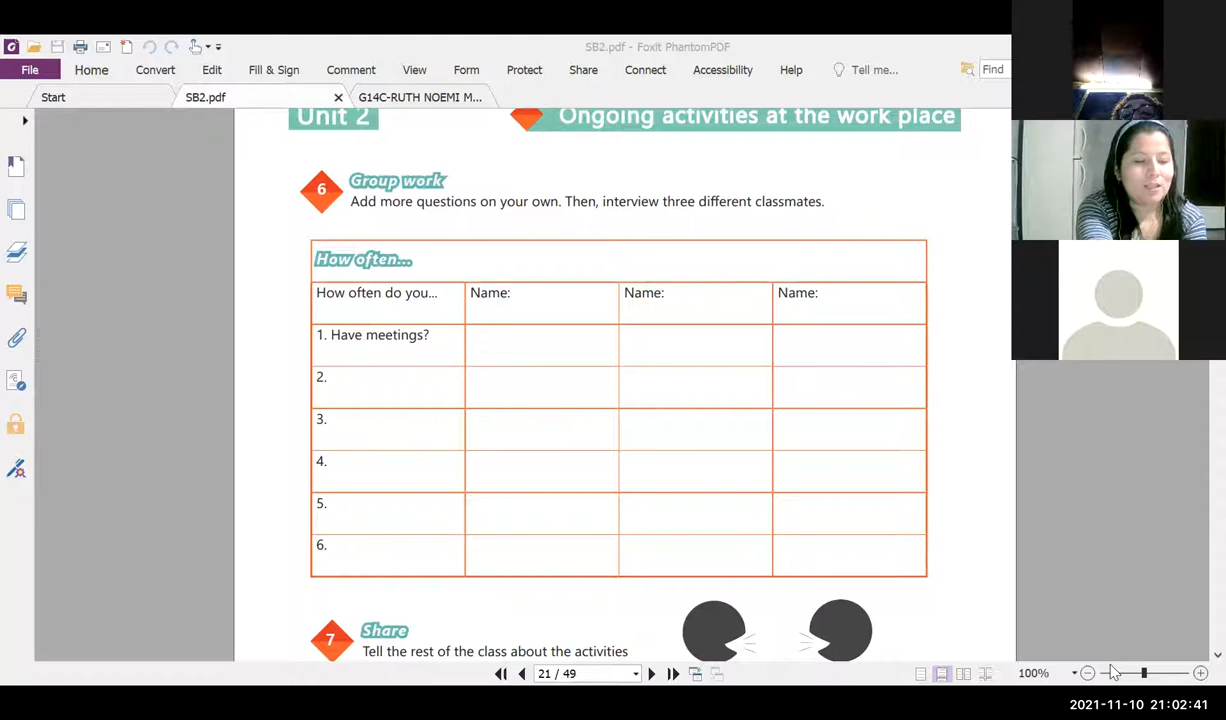 SB2.pdf - Foxit PhantomPDF
File Home Convert Edit Fill & Sign Comment View Form Protect Share Connect Accessibility Help Tell me... Find
Start SB2.pdf G14C-RUTH NOEMI M...
Unit 2 Ongoing activities at the work place
6 Group work
Add more questions on your own. Then, interview three different classmates.
How often...
How often do you... Name: Name: Name:
1. Have meetings?
2.
3.
4.
5.
6.
7 Share
Tell the rest of the class about the activities
21 / 49 100%
2021-11-10 21:02:41